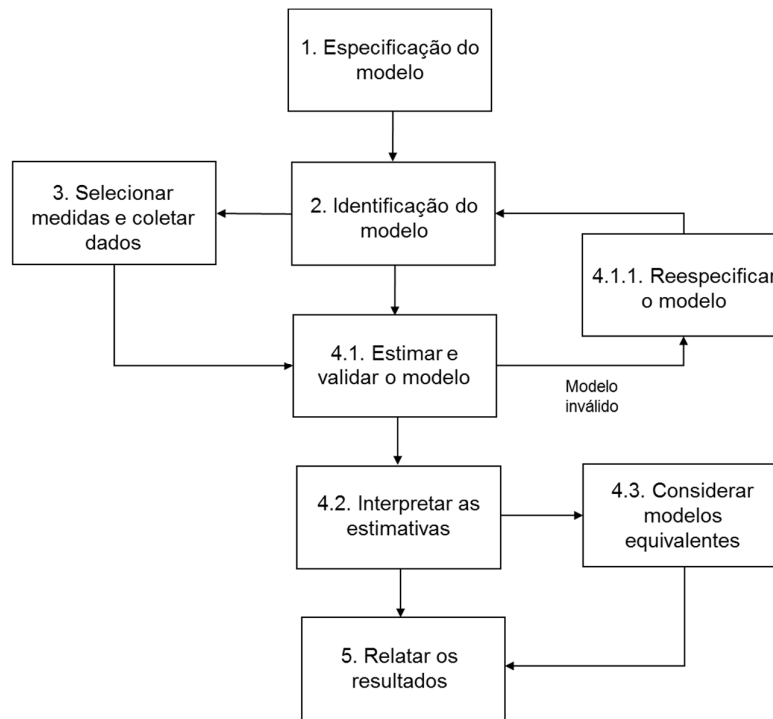 1. Especificação do
modelo
3. Selecionar
medidas e coletar
dados
2. Identificação do
modelo
4.1.1. Reespecificar
o modelo
4.1. Estimar e
validar o modelo
Modelo
inválido
4.2. Interpretar as
estimativas
4.3. Considerar
modelos
equivalentes
5. Relatar os
resultados